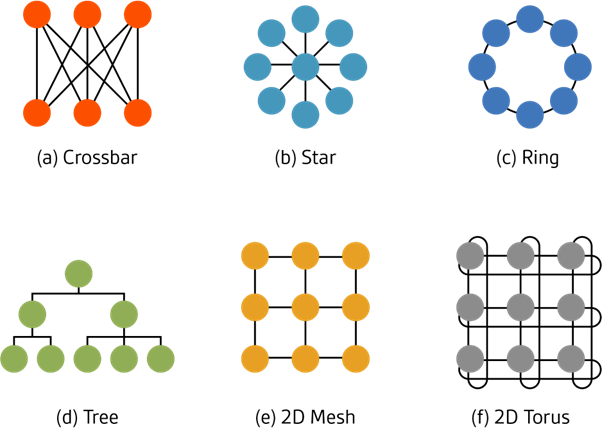 (a) Crossbar
(b) Star
(c) Ring
(d) Tree
(e) 2D Mesh
(f) 2D Torus